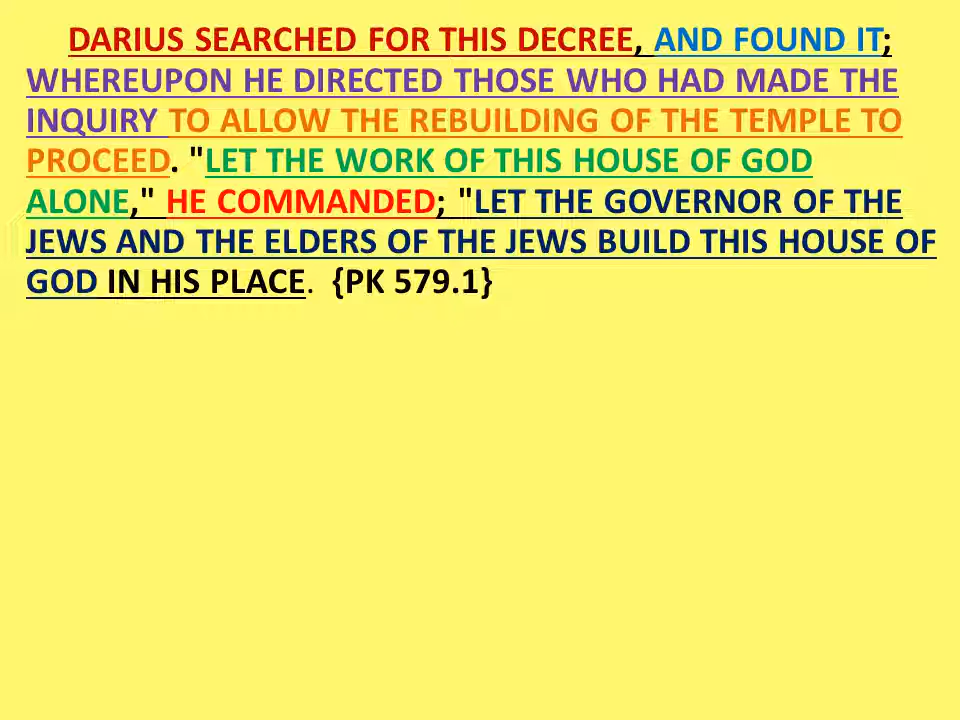 DARIUS SEARCHED FOR THIS DECREE, AND FOUND IT;
WHEREUPON HE DIRECTED THOSE WHO HAD MADE THE
INQUIRY TO ALLOW THE REBUILDING OF THE TEMPLE TO
PROCEED. "LET THE WORK OF THIS HOUSE OF GOD
ALONE," HE COMMANDED; "LET THE GOVERNOR OF THE
JEWS AND THE ELDERS OF THE JEWS BUILD THIS HOUSE OF
GOD IN HIS PLACE. {PK 579.1}